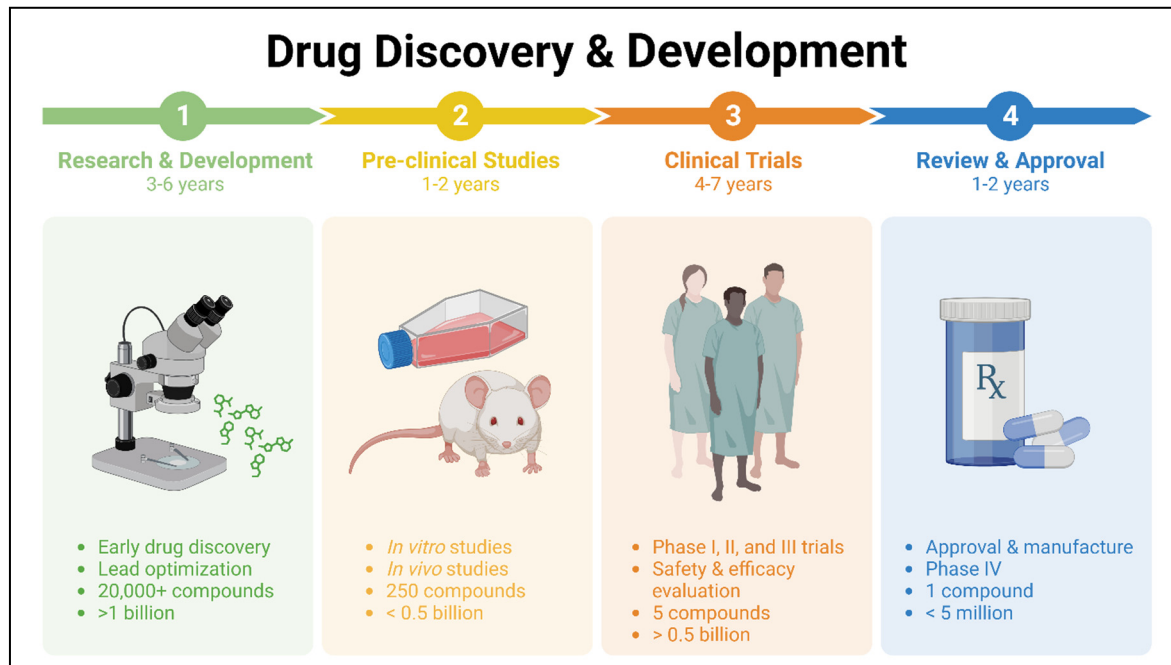 Drug Discovery & Development
1
2
3
4
Research & Development
3-6 years
Pre-clinical Studies
1-2 years
Clinical Trials
4-7 years
Review & Approval
1-2 years
• Early drug discovery
• Lead optimization
• 20,000+ compounds
• >1 billion
• In vitro studies
• In vivo studies
• 250 compounds
• < 0.5 billion
• Phase I, II, and III trials
• Safety & efficacy
evaluation
• 5 compounds
• > 0.5 billion
Rx
• Approval & manufacture
• Phase IV
• 1 compound
• < 5 million